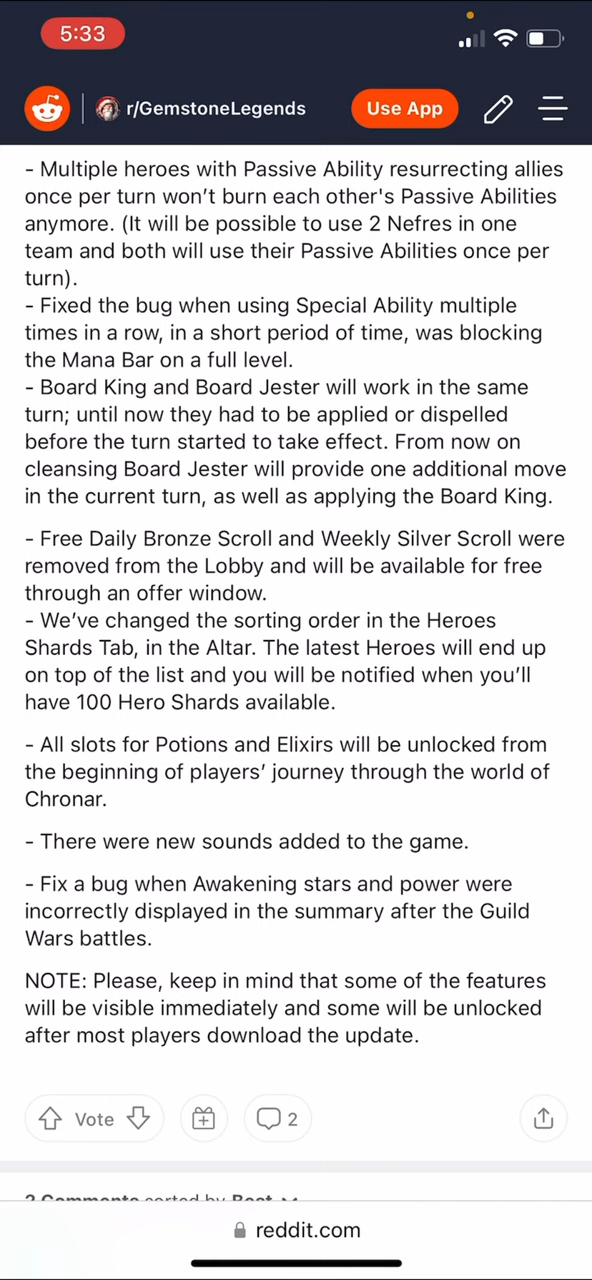 5:33
r/GemstoneLegends
Use App
- Multiple heroes with Passive Ability resurrecting allies
once per turn won’t burn each other's Passive Abilities
anymore. (It will be possible to use 2 Nefres in one
team and both will use their Passive Abilities once per
turn).
- Fixed the bug when using Special Ability multiple
times in a row, in a short period of time, was blocking
the Mana Bar on a full level.
- Board King and Board Jester will work in the same
turn; until now they had to be applied or dispelled
before the turn started to take effect. From now on
cleansing Board Jester will provide one additional move
in the current turn, as well as applying the Board King.
- Free Daily Bronze Scroll and Weekly Silver Scroll were
removed from the Lobby and will be available for free
through an offer window.
- We’ve changed the sorting order in the Heroes
Shards Tab, in the Altar. The latest Heroes will end up
on top of the list and you will be notified when you’ll
have 100 Hero Shards available.
- All slots for Potions and Elixirs will be unlocked from
the beginning of players’ journey through the world of
Chronar.
- There were new sounds added to the game.
- Fix a bug when Awakening stars and power were
incorrectly displayed in the summary after the Guild
Wars battles.
NOTE: Please, keep in mind that some of the features
will be visible immediately and some will be unlocked
after most players download the update.
Vote
2
2 Comments sorted by Best
reddit.com